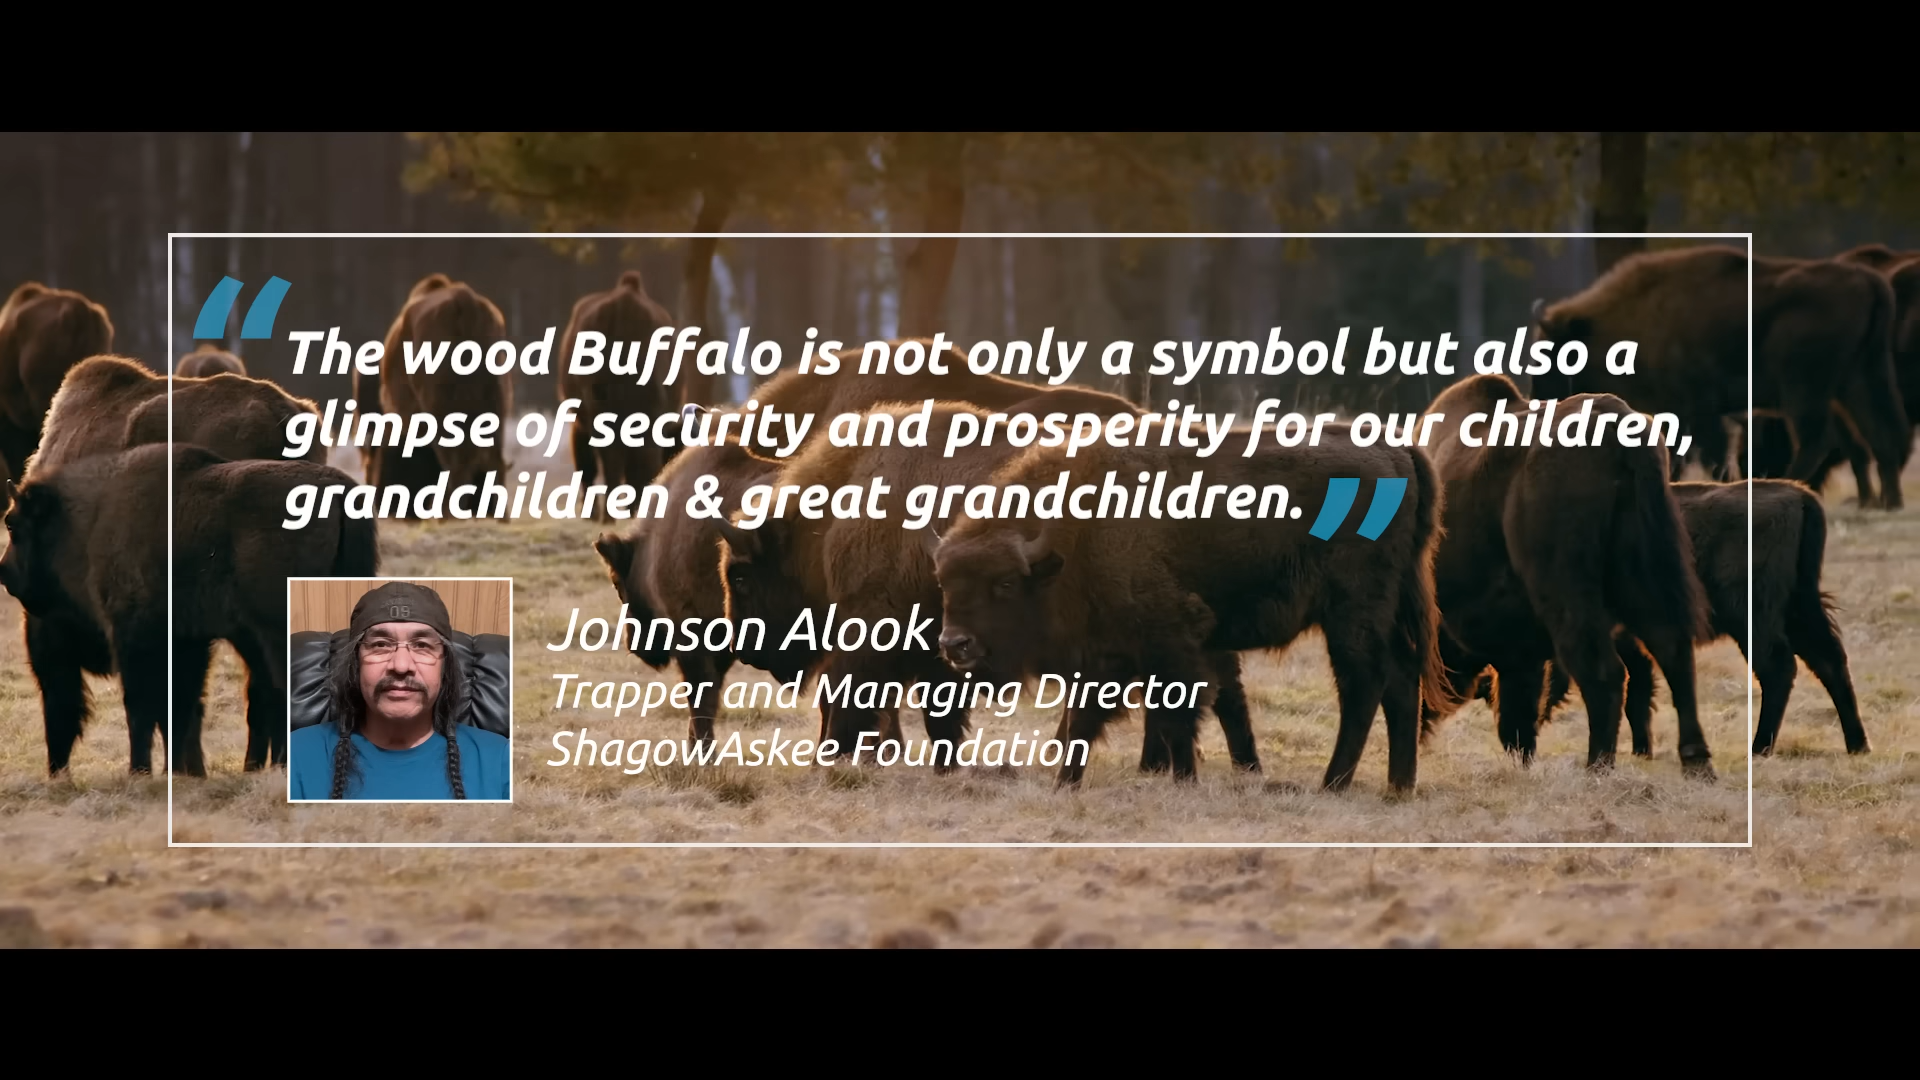 “The wood Buffalo is not only a symbol but also a
glimpse of security and prosperity for our children,
grandchildren & great grandchildren.”
09
Johnson Alook
Trapper and Managing Director
ShagowAskee Foundation